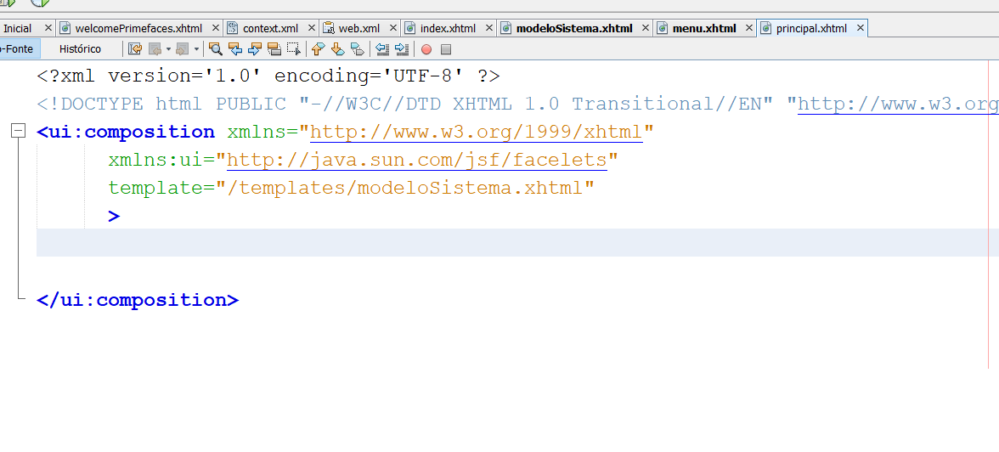 Inicial welcomePrimefaces.xhtml context.xml web.xml index.xhtml modeloSistema.xhtml menu.xhtml principal.xhtml
o-Fonte Histórico
<?xml version='1.0' encoding='UTF-8' ?>
<!DOCTYPE html PUBLIC "-//W3C//DTD XHTML 1.0 Transitional//EN" "http://www.w3.org
<ui:composition xmlns="http://www.w3.org/1999/xhtml"
xmlns:ui="http://java.sun.com/jsf/facelets"
template="/templates/modeloSistema.xhtml"
>
</ui:composition>